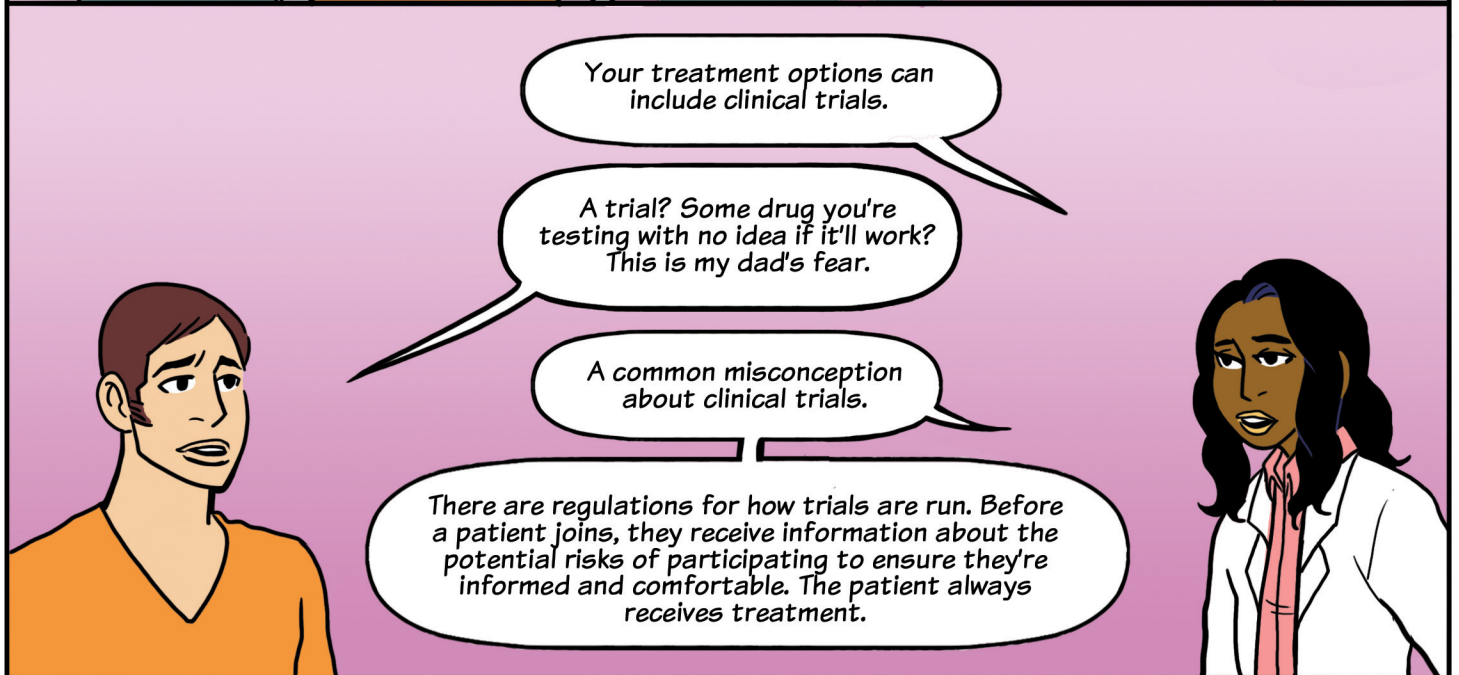 Your treatment options can
include clinical trials.
A trial? Some drug you're
testing with no idea if it'll work?
This is my dad's fear.
A common misconception
about clinical trials.
There are regulations for how trials are run. Before
a patient joins, they receive information about the
potential risks of participating to ensure they're
informed and comfortable. The patient always
receives treatment.